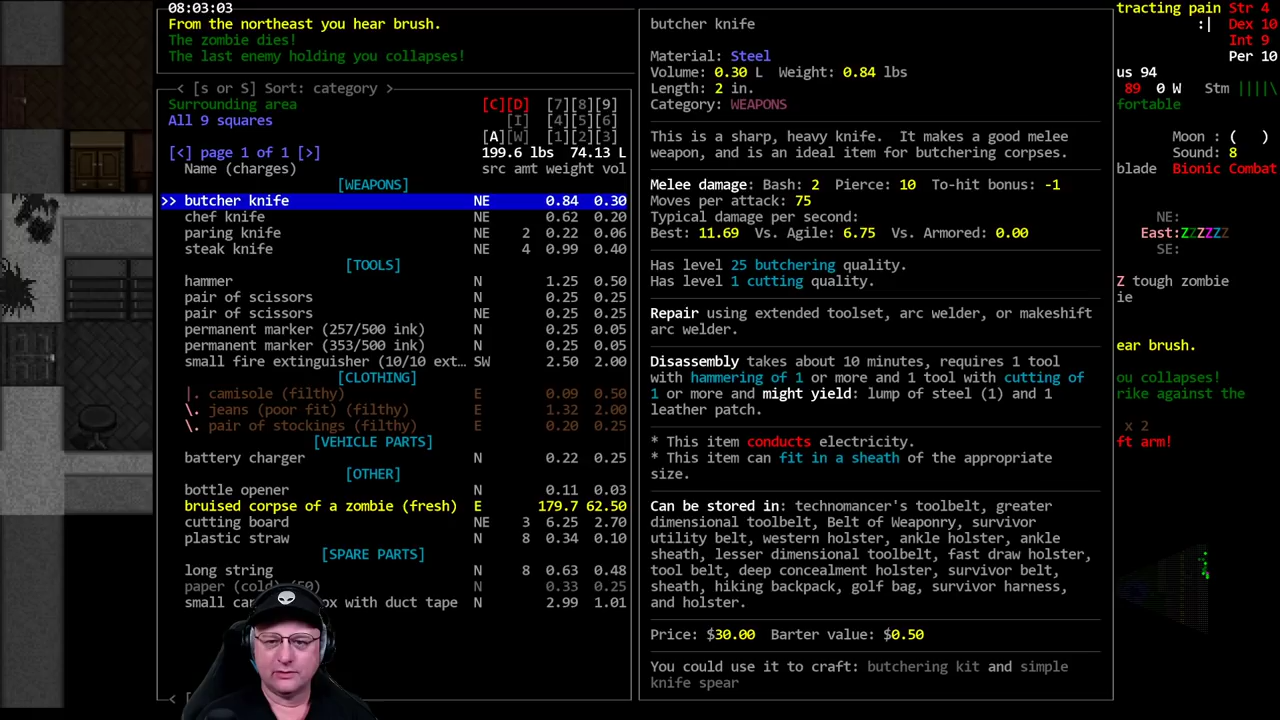 08:03:03
From the northeast you hear brush.
The zombie dies!
The last enemy holding you collapses!
< [s or S] Sort: category >
Surrounding area
All 9 squares
[C][D] [7][8][9]
[I] [4][5][6]
[A][W] [1][2][3]
[<] page 1 of 1 [>] 199.6 lbs 74.13 L
Name (charges) src amt weight vol
[WEAPONS]
>> butcher knife NE 0.84 0.30
chef knife NE 0.62 0.20
paring knife NE 2 0.22 0.06
steak knife NE 4 0.99 0.40
[TOOLS]
hammer N 1.25 0.50
pair of scissors N 0.25 0.25
pair of scissors NE 0.25 0.25
permanent marker (257/500 ink) N 0.25 0.05
permanent marker (353/500 ink) N 0.25 0.05
small fire extinguisher (10/10 ext… SW 2.50 2.00
[CLOTHING]
|. camisole (filthy) E 0.09 0.50
\. jeans (poor fit) (filthy) E 1.32 2.00
\. pair of stockings (filthy) E 0.20 0.25
[VEHICLE PARTS]
battery charger N 0.22 0.25
[OTHER]
bottle opener N 0.11 0.03
bruised corpse of a zombie (fresh) E 179.7 62.50
cutting board NE 3 6.25 2.70
plastic straw N 8 0.34 0.10
[SPARE PARTS]
long string N 8 0.63 0.48
paper (cold) (50) N 0.33 0.25
small ca ox with duct tape N 2.99 1.01
< [
butcher knife
Material: Steel
Volume: 0.30 L Weight: 0.84 lbs
Length: 2 in.
Category: WEAPONS
This is a sharp, heavy knife. It makes a good melee
weapon, and is an ideal item for butchering corpses.
Melee damage: Bash: 2 Pierce: 10 To-hit bonus: -1
Moves per attack: 75
Typical damage per second:
Best: 11.69 Vs. Agile: 6.75 Vs. Armored: 0.00
Has level 25 butchering quality.
Has level 1 cutting quality.
Repair using extended toolset, arc welder, or makeshift
arc welder.
Disassembly takes about 10 minutes, requires 1 tool
with hammering of 1 or more and 1 tool with cutting of
1 or more and might yield: lump of steel (1) and 1
leather patch.
* This item conducts electricity.
* This item can fit in a sheath of the appropriate
size.
Can be stored in: technomancer's toolbelt, greater
dimensional toolbelt, Belt of Weaponry, survivor
utility belt, western holster, ankle holster, ankle
sheath, lesser dimensional toolbelt, fast draw holster,
tool belt, deep concealment holster, survivor belt,
sheath, hiking backpack, golf bag, survivor harness,
and holster.
Price: $30.00 Barter value: $0.50
You could use it to craft: butchering kit and simple
knife spear
tracting pain Str 4
:| Dex 10
Int 9
Per 10
us 94
89 0 W Stm ||||\
fortable
Moon : ( )
Sound: 8
blade Bionic Combat
NE:
East:ZZZZZZ
SE:
Z tough zombie
ie
ear brush.
ou collapses!
rike against the
x 2
ft arm!